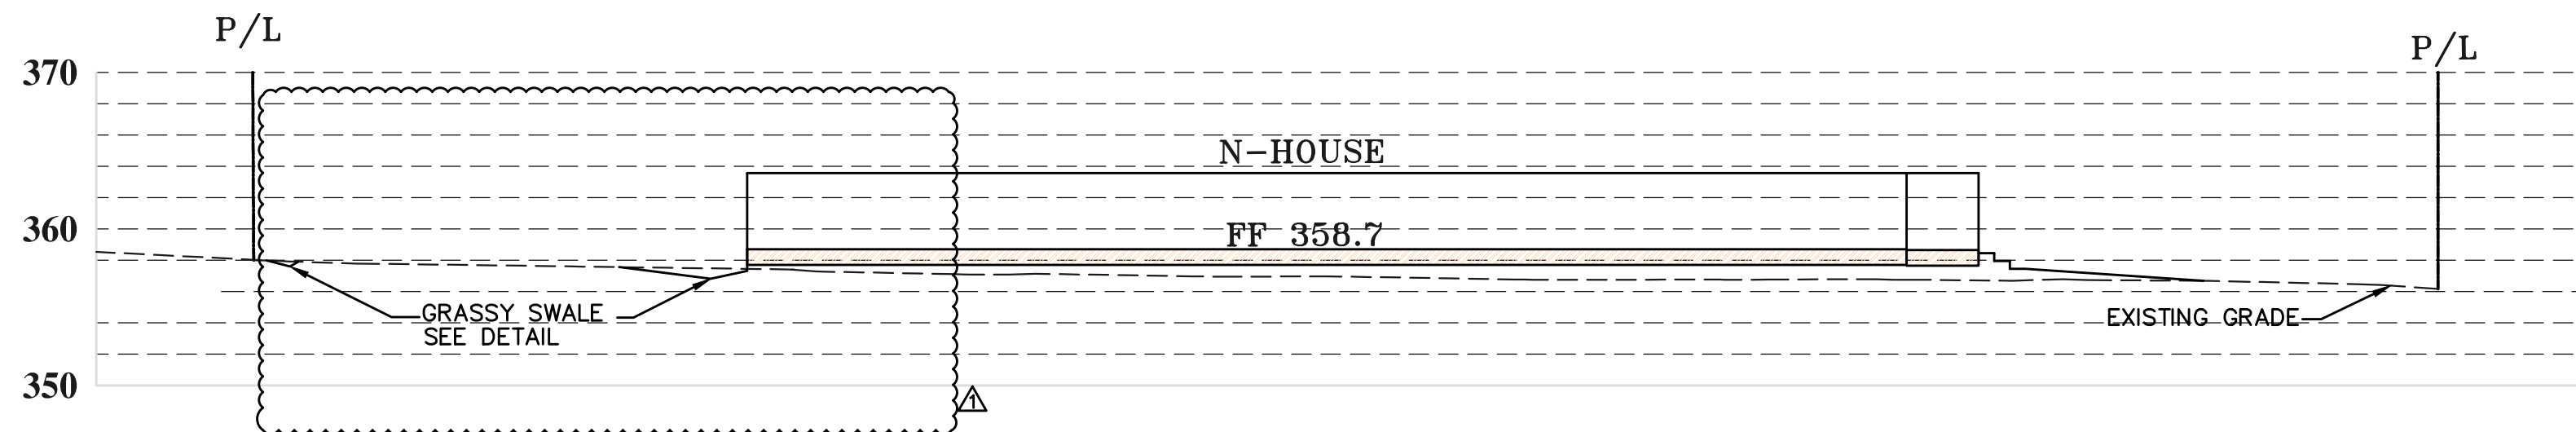 P/L
P/L
370
N-HOUSE
360
FF 358.7
GRASSY SWALE
SEE DETAIL
EXISTING GRADE
350
1